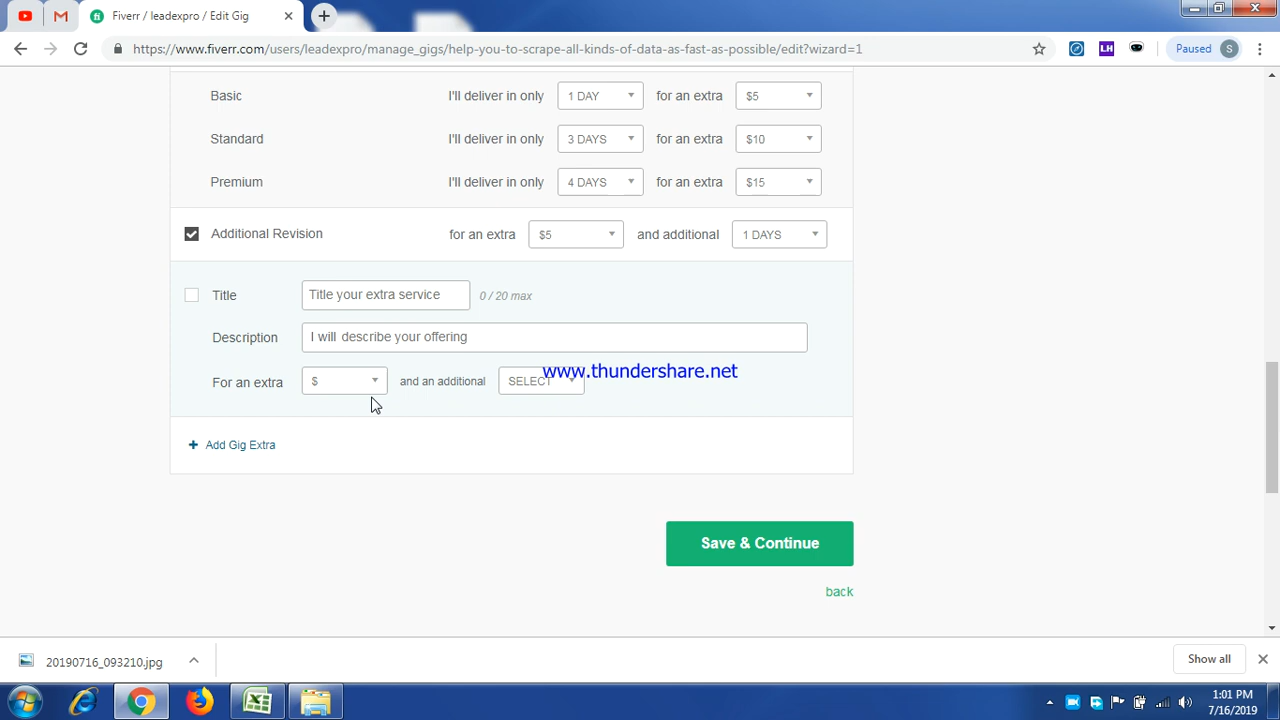 Fiverr / leadexpro / Edit Gig
https://www.fiverr.com/users/leadexpro/manage_gigs/help-you-to-scrape-all-kinds-of-data-as-fast-as-possible/edit?wizard=1
LH
Paused S
Basic I'll deliver in only 1 DAY for an extra $5
Standard I'll deliver in only 3 DAYS for an extra $10
Premium I'll deliver in only 4 DAYS for an extra $15
Additional Revision for an extra $5 and additional 1 DAYS
Title Title your extra service 0 / 20 max
Description I will describe your offering
www.thundershare.net
For an extra $ and an additional SELECT
+ Add Gig Extra
Save & Continue
back
20190716_093210.jpg Show all
1:01 PM
7/16/2019